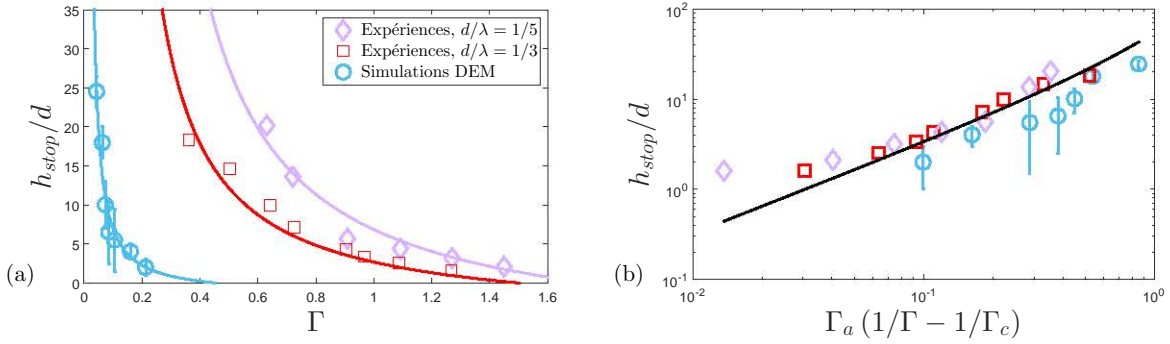 35
30
25
20
15
10
5
0
h_{stop}/d
0 0.2 0.4 0.6 0.8 1 1.2 1.4 1.6
Γ
Expériences, d/λ = 1/5
Expériences, d/λ = 1/3
Simulations DEM
(a)
10^2
10^1
10^0
10^{-1}
h_{stop}/d
10^{-2} 10^{-1} 10^0
Γ_a (1/Γ − 1/Γ_c)
(b)